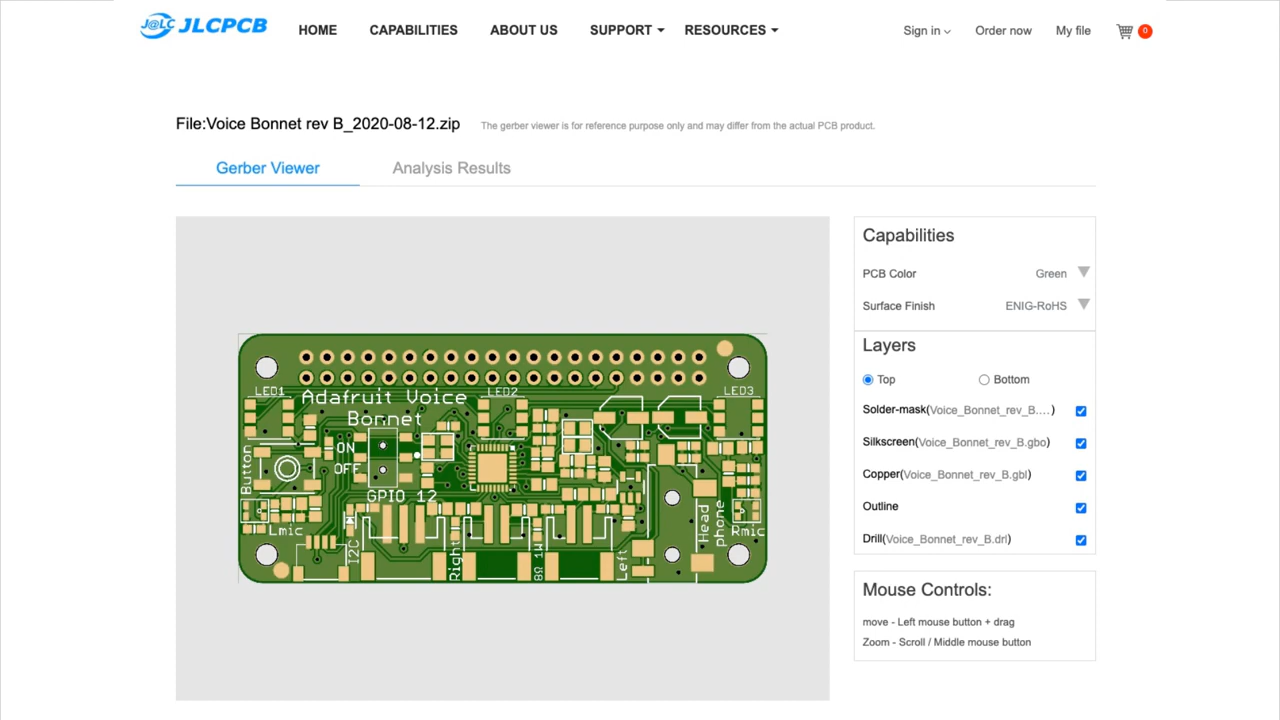 J@LC JLCPCB HOME CAPABILITIES ABOUT US SUPPORT RESOURCES Sign in Order now My file 0
File:Voice Bonnet rev B_2020-08-12.zip The gerber viewer is for reference purpose only and may differ from the actual PCB product.
Gerber Viewer Analysis Results
LED1 LED2 LED3
Adafruit Voice
Bonnet
ON
OFF
Button
GPIO 12
Lmic
I2C
Right
8Ω 1W
Left
Head
phone
Rmic
Capabilities
PCB Color Green
Surface Finish ENIG-RoHS
Layers
Top Bottom
Solder-mask(Voice_Bonnet_rev_B....)
Silkscreen(Voice_Bonnet_rev_B.gbo)
Copper(Voice_Bonnet_rev_B.gbl)
Outline
Drill(Voice_Bonnet_rev_B.drl)
Mouse Controls:
move - Left mouse button + drag
Zoom - Scroll / Middle mouse button